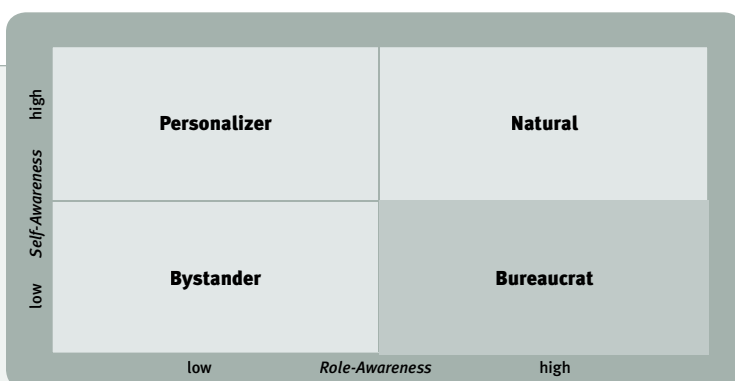 high
Personalizer
Natural
Self-Awareness
low
Bystander
Bureaucrat
low
Role-Awareness
high